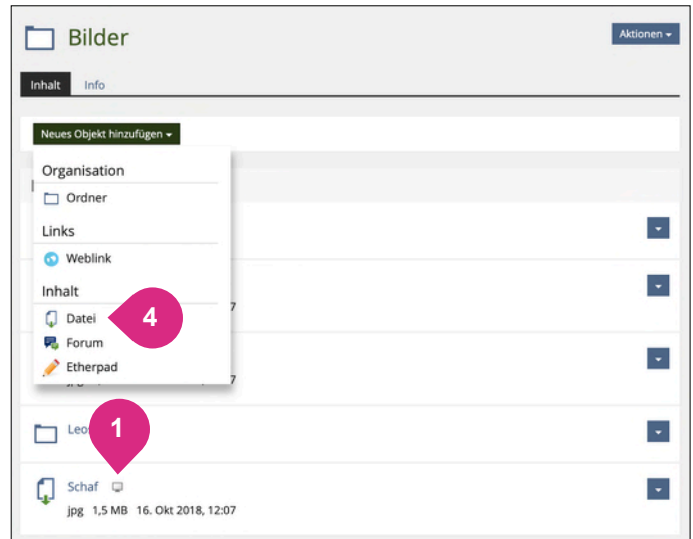 Bilder
Aktionen
Inhalt Info
Neues Objekt hinzufügen
Organisation
Ordner
Links
Weblink
Inhalt
7
Datei 4
Forum
Etherpad
7
1
Schaf
jpg 1,5 MB 16. Okt 2018, 12:07